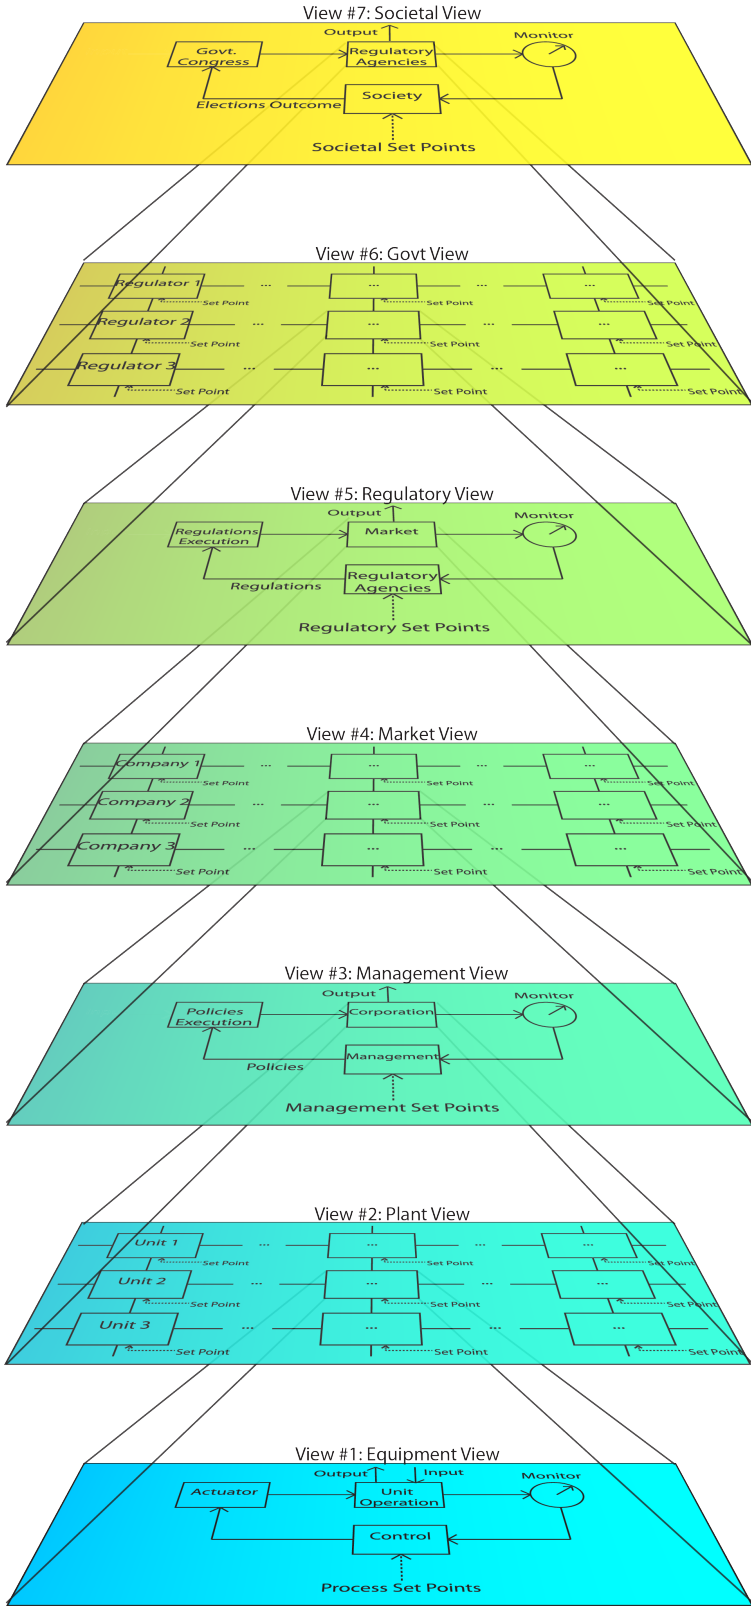 View #7: Societal View
Output
Govt.
Congress
Regulatory
Agencies
Monitor
Society
Elections Outcome
Societal Set Points
View #6: Govt View
Regulator 1 ... ... ...
Set Point Set Point Set Point
Regulator 2 ... ... ... ...
Set Point Set Point Set Point
Regulator 3 ... ... ... ...
Set Point Set Point Set Point
View #5: Regulatory View
Output
Regulations
Execution
Market
Monitor
Regulations
Regulatory
Agencies
Regulatory Set Points
View #4: Market View
Company 1 ... ... ... ...
Set Point Set Point Set Point
Company 2 ... ... ... ...
Set Point Set Point Set Point
Company 3 ... ... ... ...
Set Point Set Point Set Point
View #3: Management View
Output
Policies
Execution
Corporation
Monitor
Management
Policies
Management Set Points
View #2: Plant View
Unit 1 ... ... ... ...
Set Point Set Point Set Point
Unit 2 ... ... ... ...
Set Point Set Point Set Point
Unit 3 ... ... ... ...
Set Point Set Point Set Point
View #1: Equipment View
Output Input
Actuator
Unit
Operation
Monitor
Control
Process Set Points